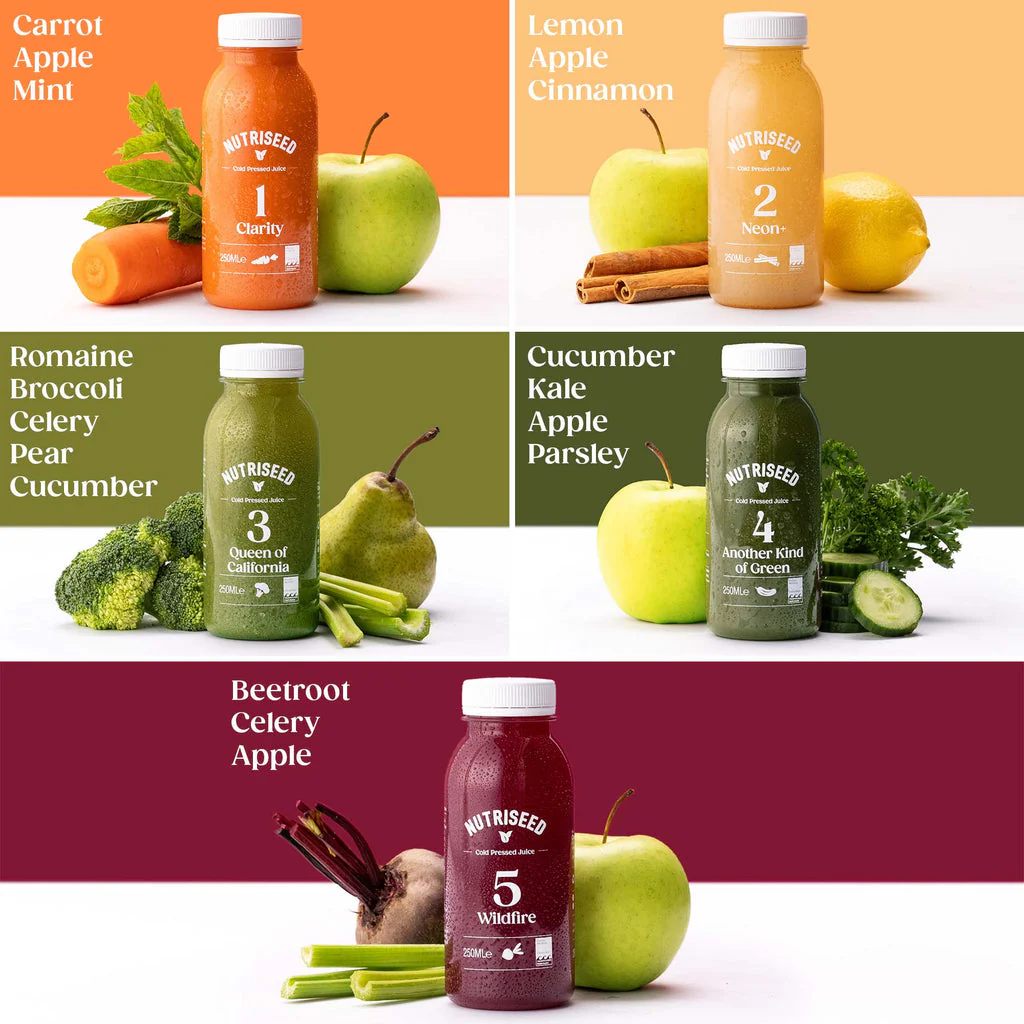 Carrot
Apple
Mint
NUTRISEED
Cold Pressed Juice
1
Clarity
250MLe
Lemon
Apple
Cinnamon
NUTRISEED
Cold Pressed Juice
2
Neon+
250MLe
Romaine
Broccoli
Celery
Pear
Cucumber
NUTRISEED
Cold Pressed Juice
3
Queen of
California
250MLe
Cucumber
Kale
Apple
Parsley
NUTRISEED
Cold Pressed Juice
4
Another Kind
of Green
250MLe
Beetroot
Celery
Apple
NUTRISEED
Cold Pressed Juice
5
Wildfire
250MLe